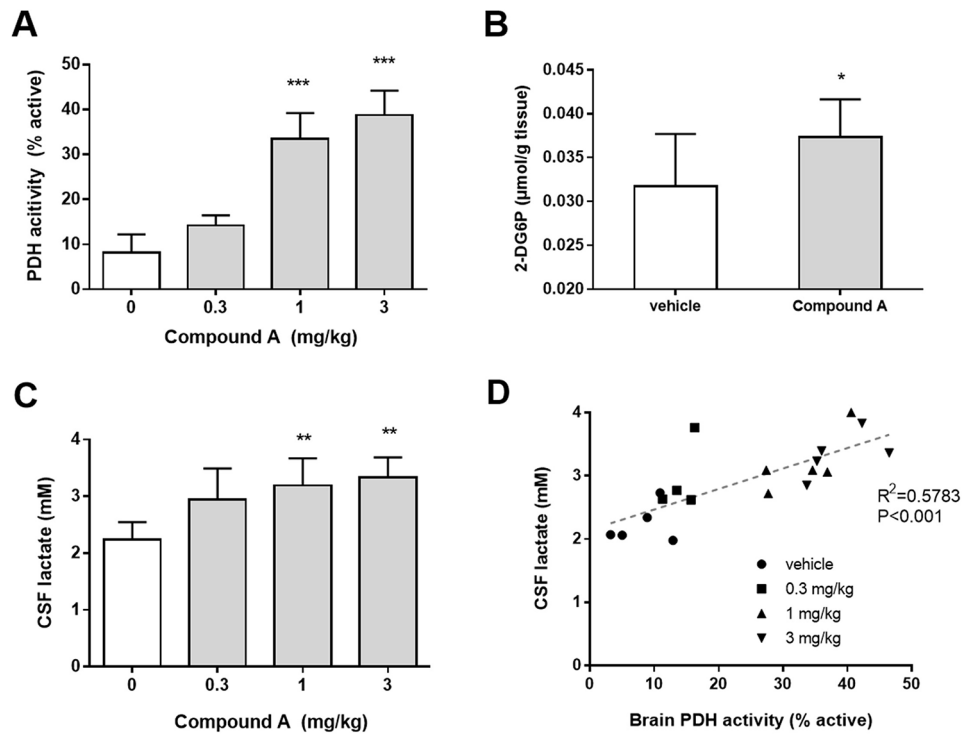 A
PDH acitivity (% active)
50
40
30
20
10
0
***
***
0 0.3 1 3
Compound A (mg/kg)
B
2-DG6P (μmol/g tissue)
0.045
0.040
0.035
0.030
0.025
0.020
*
vehicle Compound A
C
CSF lactate (mM)
4
3
2
1
0
**
**
0 0.3 1 3
Compound A (mg/kg)
D
CSF lactate (mM)
4
3
2
1
0
R²=0.5783
P<0.001
vehicle
0.3 mg/kg
1 mg/kg
3 mg/kg
0 10 20 30 40 50
Brain PDH activity (% active)